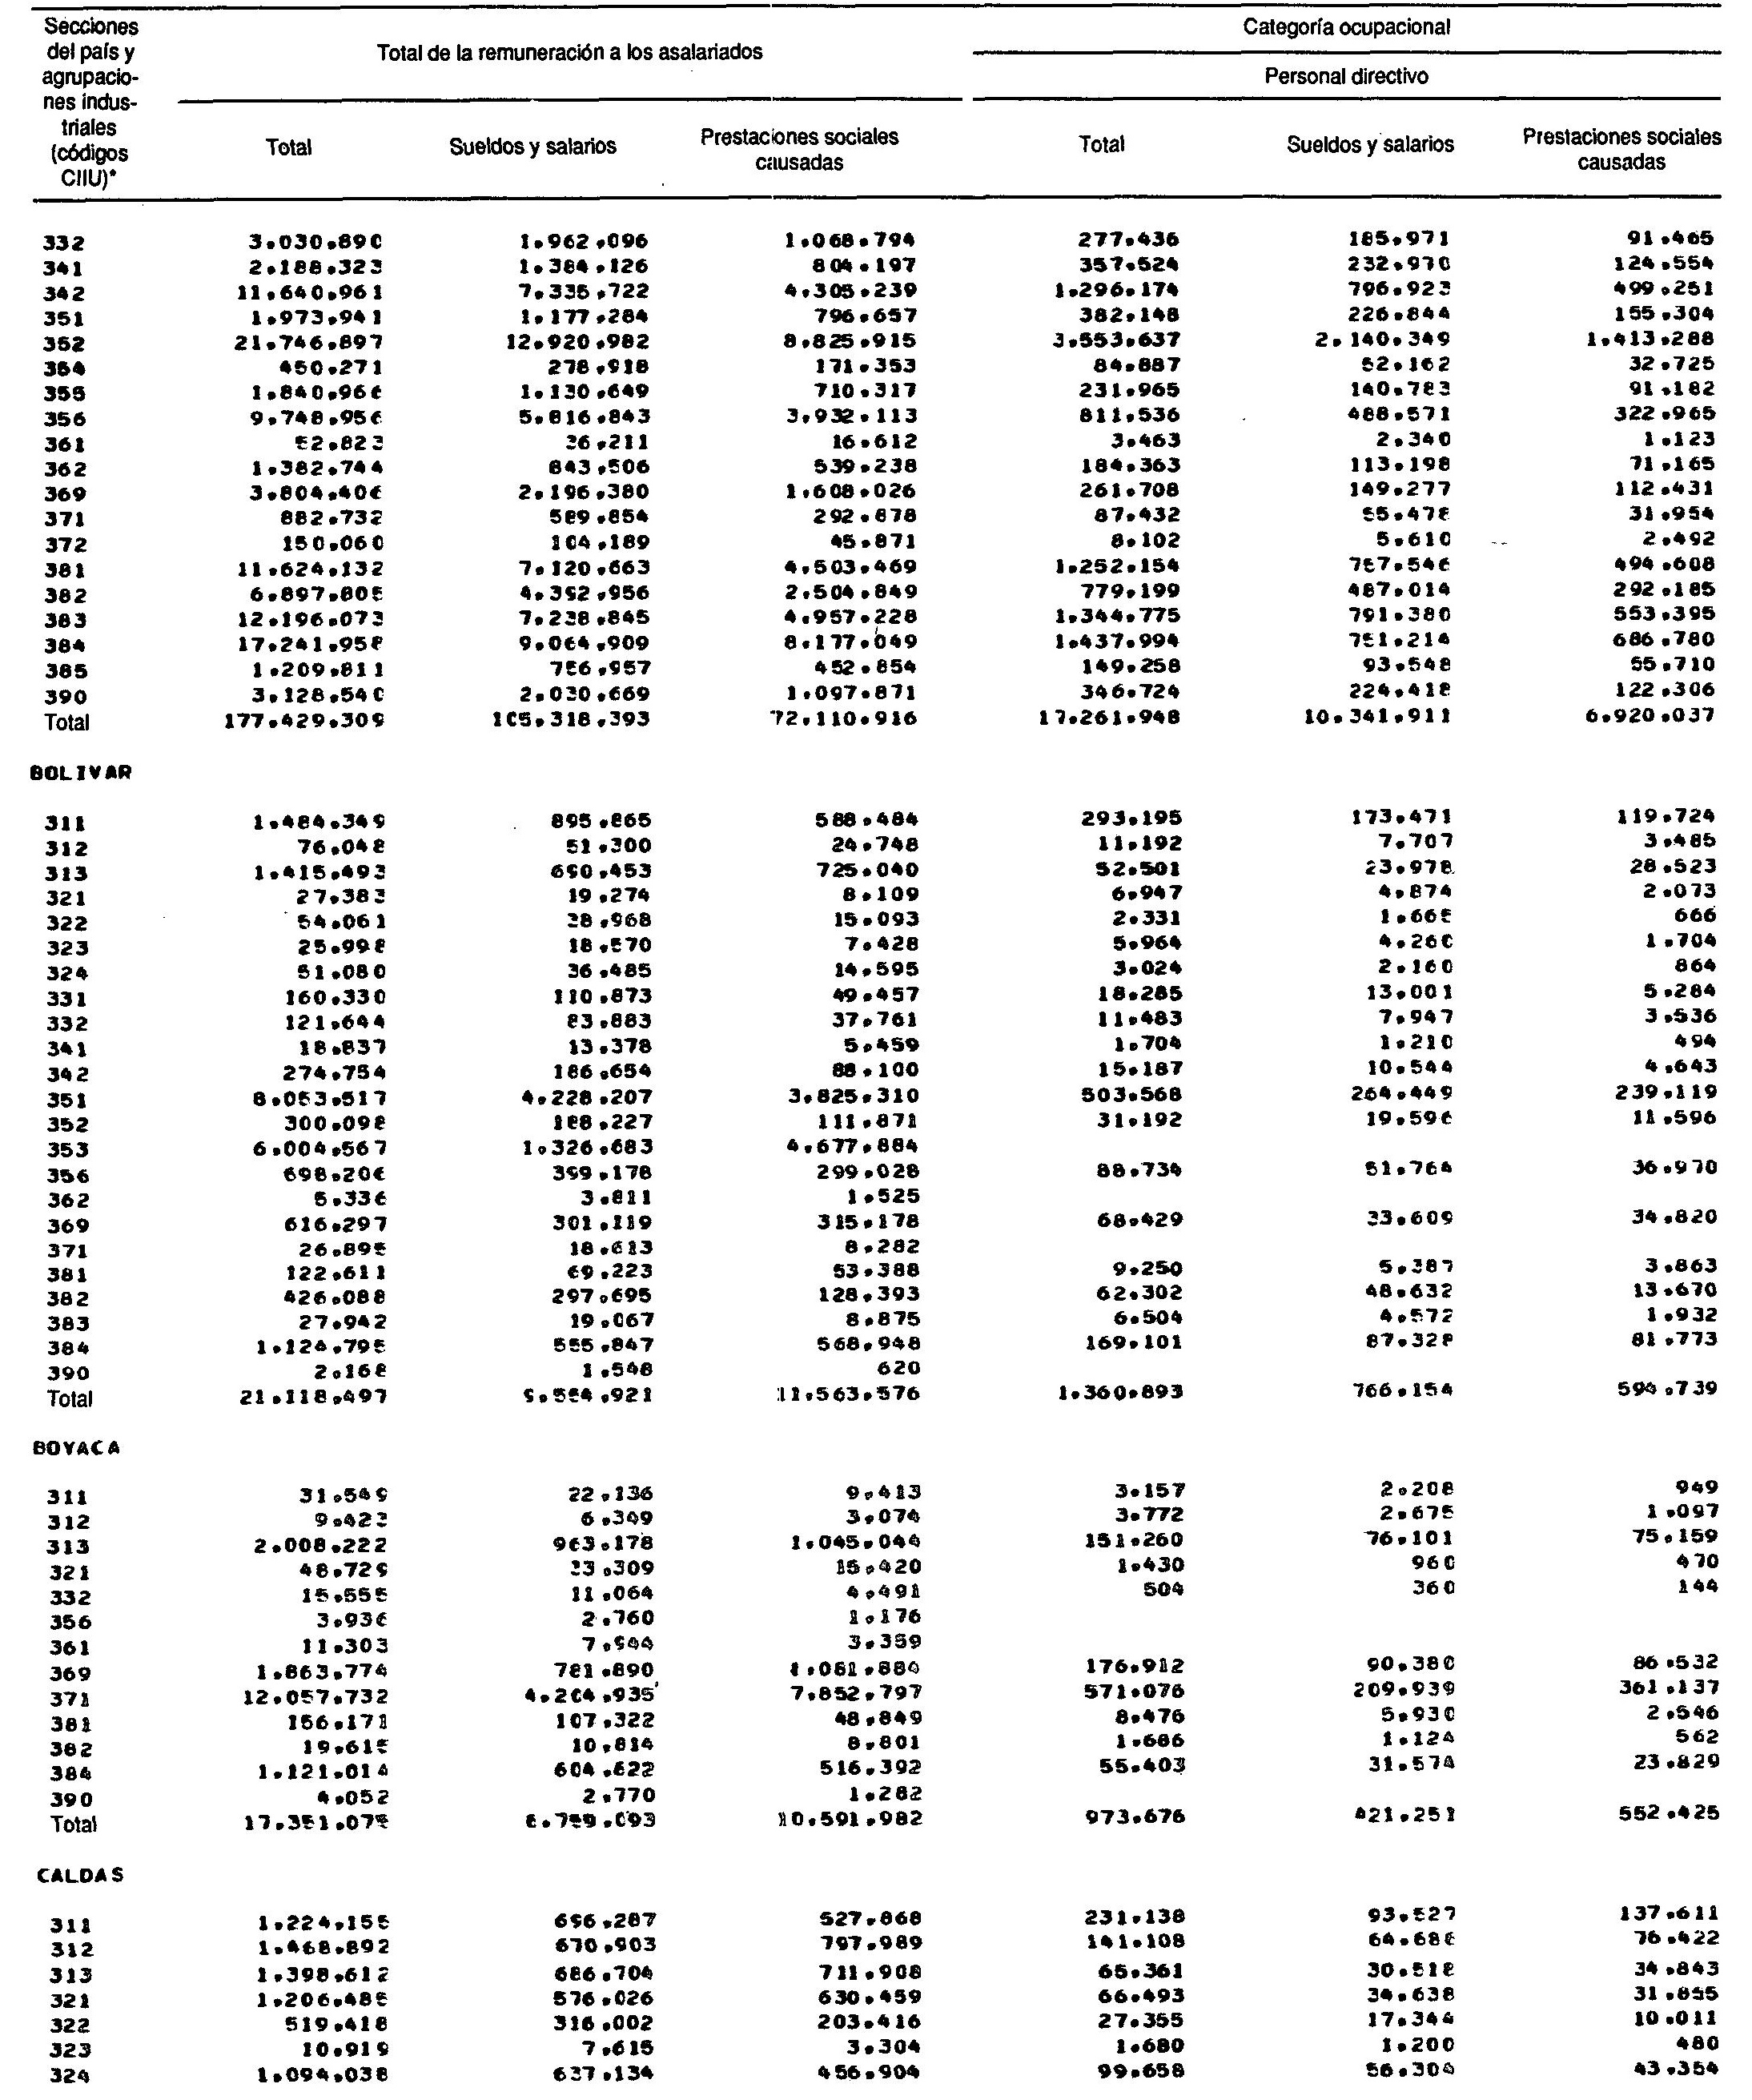 Secciones
del país y
agrupacio-
nes indus-
triales
(códigos
CIIU)*
Total de la remuneración a los asalariados
Categoría ocupacional
Personal directivo
Total Sueldos y salarios Prestaciones sociales causadas Total Sueldos y salarios Prestaciones sociales causadas
332 3.030.890 1.962.096 1.068.794 277.436 185.971 91.465
341 2.188.323 1.384.126 804.197 357.524 232.970 124.554
342 11.640.961 7.335.722 4.305.239 1.296.174 796.923 499.251
351 1.973.941 1.177.284 796.657 382.148 226.844 155.304
352 21.746.897 12.920.982 8.825.915 3.553.637 2.140.349 1.413.288
354 450.271 278.918 171.353 84.887 52.162 32.725
355 1.840.966 1.130.649 710.317 231.965 140.783 91.182
356 9.748.956 5.816.843 3.932.113 811.536 488.571 322.965
361 52.823 36.211 16.612 3.463 2.340 1.123
362 1.382.744 843.506 539.238 184.363 113.198 71.165
369 3.804.406 2.196.380 1.608.026 261.708 149.277 112.431
371 882.732 589.854 292.878 87.432 55.478 31.954
372 150.060 104.189 45.871 8.102 5.610 2.492
381 11.624.132 7.120.663 4.503.469 1.252.154 757.546 494.608
382 6.897.805 4.392.956 2.504.849 779.199 487.014 292.185
383 12.196.073 7.238.845 4.957.228 1.344.775 791.380 553.395
384 17.241.958 9.064.909 8.177.049 1.437.994 751.214 686.780
385 1.209.811 756.957 452.854 149.258 93.548 55.710
390 3.128.540 2.030.669 1.097.871 346.724 224.418 122.306
Total 177.429.309 105.318.393 72.110.916 17.261.948 10.341.911 6.920.037
BOLIVAR
311 1.484.349 895.865 588.484 293.195 173.471 119.724
312 76.048 51.300 24.748 11.192 7.707 3.485
313 1.415.493 690.453 725.040 52.501 23.978 28.523
321 27.383 19.274 8.109 6.947 4.874 2.073
322 54.061 38.968 15.093 2.331 1.665 666
323 25.998 18.570 7.428 5.964 4.260 1.704
324 51.080 36.485 14.595 3.024 2.160 864
331 160.330 110.873 49.457 18.285 13.001 5.284
332 121.644 83.883 37.761 11.483 7.947 3.536
341 18.837 13.378 5.459 1.704 1.210 494
342 274.754 186.654 88.100 15.187 10.544 4.643
351 8.053.517 4.228.207 3.825.310 503.568 264.449 239.119
352 300.098 188.227 111.871 31.192 19.596 11.596
353 6.004.567 1.326.683 4.677.884
356 698.206 399.178 299.028 88.734 51.764 36.970
362 5.336 3.811 1.525
369 616.297 301.119 315.178 68.429 33.609 34.820
371 26.895 18.613 8.282
381 122.611 69.223 53.388 9.250 5.387 3.863
382 426.088 297.695 128.393 62.302 48.632 13.670
383 27.942 19.067 8.875 6.504 4.572 1.932
384 1.124.795 555.847 568.948 169.101 87.328 81.773
390 2.168 1.548 620
Total 21.118.497 9.554.921 11.563.576 1.360.893 766.154 594.739
BOYACA
311 31.549 22.136 9.413 3.157 2.208 949
312 9.423 6.349 3.074 3.772 2.675 1.097
313 2.008.222 963.178 1.045.044 151.260 76.101 75.159
321 48.729 33.309 15.420 1.430 960 470
332 15.555 11.064 4.491 504 360 144
356 3.936 2.760 1.176
361 11.303 7.944 3.359
369 1.863.774 781.890 1.081.884 176.912 90.380 86.532
371 12.057.732 4.204.935 7.852.797 571.076 209.939 361.137
381 156.171 107.322 48.849 8.476 5.930 2.546
382 19.615 10.814 8.801 1.686 1.124 562
384 1.121.014 604.622 516.392 55.403 31.574 23.829
390 4.052 2.770 1.282
Total 17.351.075 6.759.093 10.591.982 973.676 421.251 552.425
CALDAS
311 1.224.155 696.287 527.868 231.138 93.527 137.611
312 1.468.892 670.903 797.989 141.108 64.686 76.422
313 1.398.612 686.704 711.908 65.361 30.518 34.843
321 1.206.485 576.026 630.459 66.493 34.638 31.855
322 519.418 316.002 203.416 27.355 17.344 10.011
323 10.919 7.615 3.304 1.680 1.200 480
324 1.094.038 637.134 456.904 99.658 56.304 43.354